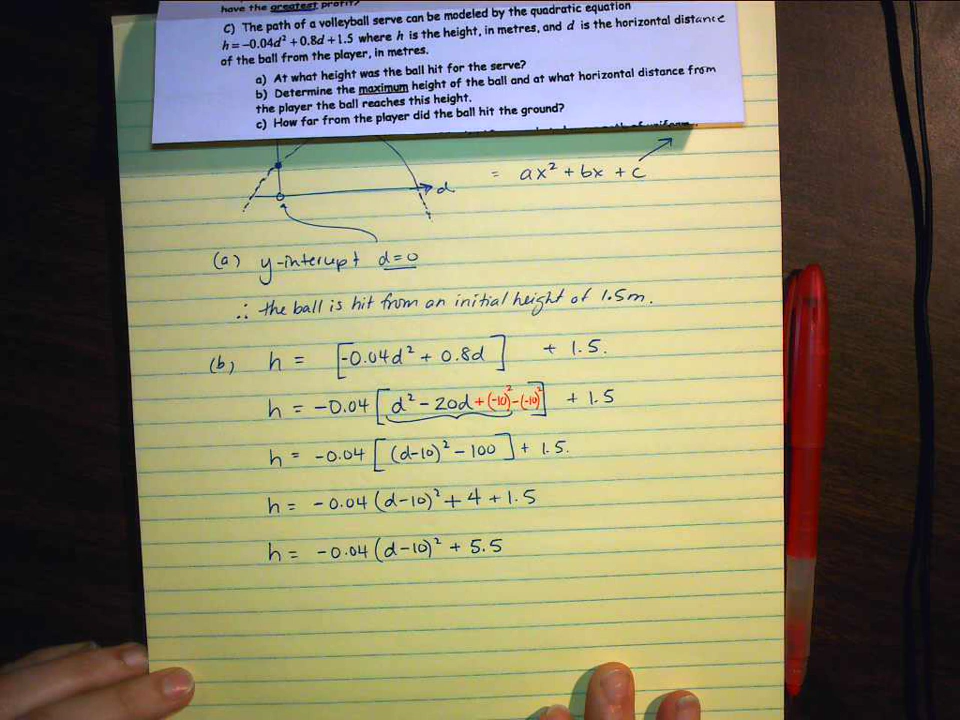 have the greatest profit?
C) The path of a volleyball serve can be modeled by the quadratic equation
h = -0.04d² + 0.8d + 1.5 where h is the height, in metres, and d is the horizontal distance
of the ball from the player, in metres.
a) At what height was the ball hit for the serve?
b) Determine the maximum height of the ball and at what horizontal distance from
the player the ball reaches this height.
c) How far from the player did the ball hit the ground?
d
= ax² + bx + c
(a) y-intercept d=0
∴ the ball is hit from an initial height of 1.5m.
(b) h = [-0.04d² + 0.8d] + 1.5.
h = -0.04 [d² - 20d + (-10)² - (-10)²] + 1.5
h = -0.04 [(d-10)² - 100] + 1.5.
h = -0.04 (d-10)² + 4 + 1.5
h = -0.04 (d-10)² + 5.5